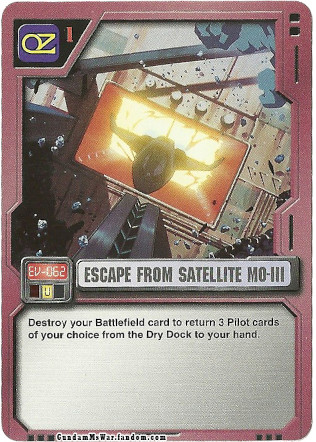 OZ 1
EV-062
U
ESCAPE FROM SATELLITE MO-III
Destroy your Battlefield card to return 3 Pilot cards
of your choice from the Dry Dock to your hand.
GundamMsWar.fandom.com